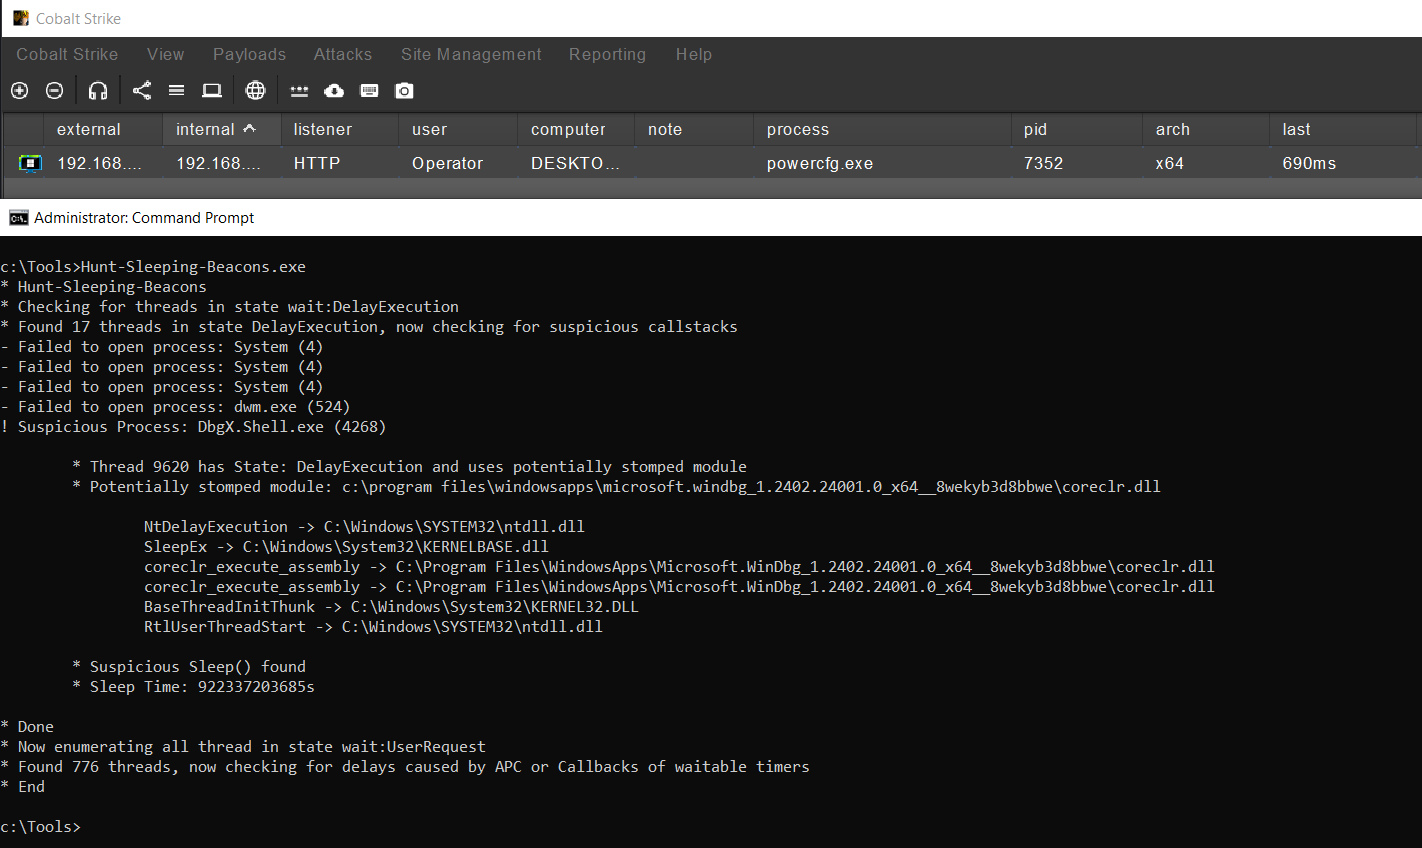 Cobalt Strike
Cobalt Strike View Payloads Attacks Site Management Reporting Help
external internal listener user computer note process pid arch last
192.168.... 192.168.... HTTP Operator DESKTO... powercfg.exe 7352 x64 690ms
Administrator: Command Prompt
c:\Tools>Hunt-Sleeping-Beacons.exe
* Hunt-Sleeping-Beacons
* Checking for threads in state wait:DelayExecution
* Found 17 threads in state DelayExecution, now checking for suspicious callstacks
- Failed to open process: System (4)
- Failed to open process: System (4)
- Failed to open process: System (4)
- Failed to open process: dwm.exe (524)
! Suspicious Process: DbgX.Shell.exe (4268)
* Thread 9620 has State: DelayExecution and uses potentially stomped module
* Potentially stomped module: c:\program files\windowsapps\microsoft.windbg_1.2402.24001.0_x64__8wekyb3d8bbwe\coreclr.dll
NtDelayExecution -> C:\Windows\SYSTEM32\ntdll.dll
SleepEx -> C:\Windows\System32\KERNELBASE.dll
coreclr_execute_assembly -> C:\Program Files\WindowsApps\Microsoft.WinDbg_1.2402.24001.0_x64__8wekyb3d8bbwe\coreclr.dll
coreclr_execute_assembly -> C:\Program Files\WindowsApps\Microsoft.WinDbg_1.2402.24001.0_x64__8wekyb3d8bbwe\coreclr.dll
BaseThreadInitThunk -> C:\Windows\System32\KERNEL32.DLL
RtlUserThreadStart -> C:\Windows\SYSTEM32\ntdll.dll
* Suspicious Sleep() found
* Sleep Time: 922337203685s
* Done
* Now enumerating all thread in state wait:UserRequest
* Found 776 threads, now checking for delays caused by APC or Callbacks of waitable timers
* End
c:\Tools>